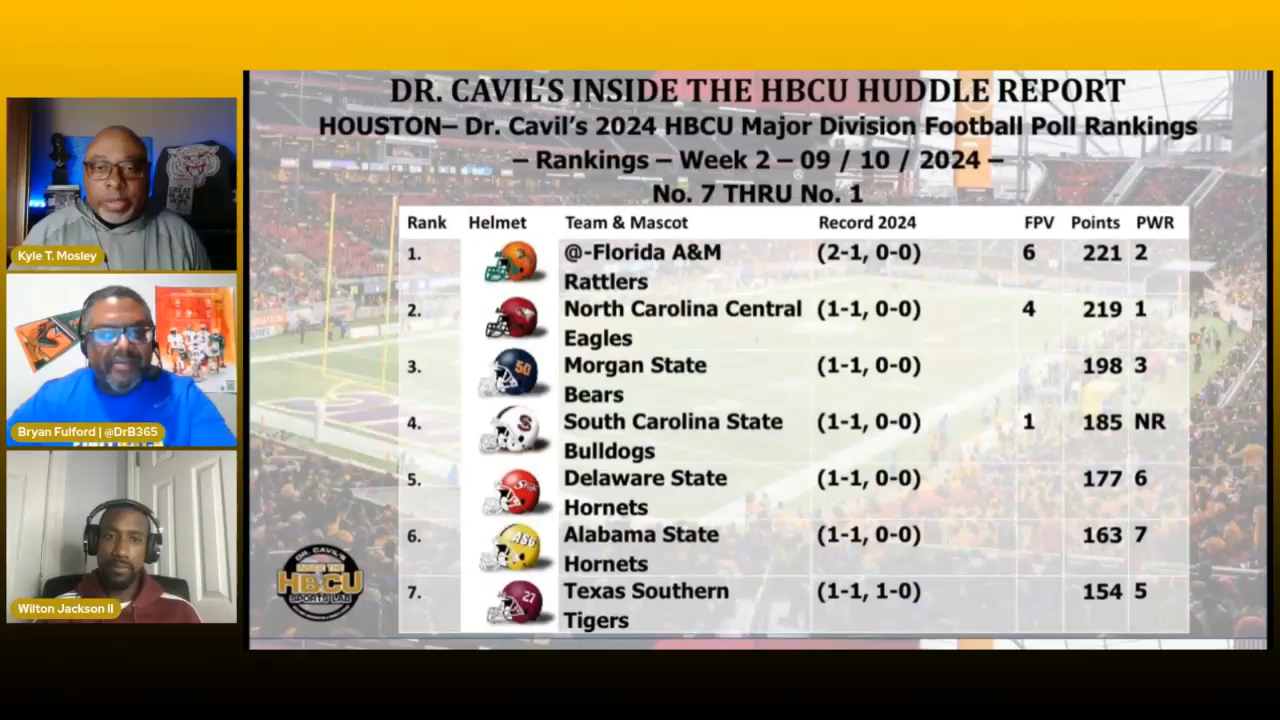 DR. CAVIL'S INSIDE THE HBCU HUDDLE REPORT
HOUSTON– Dr. Cavil's 2024 HBCU Major Division Football Poll Rankings
– Rankings – Week 2 – 09 / 10 / 2024 –
No. 7 THRU No. 1
Rank Helmet Team & Mascot Record 2024 FPV Points PWR
1. @-Florida A&M (2-1, 0-0) 6 221 2
Rattlers
2. North Carolina Central (1-1, 0-0) 4 219 1
Eagles
3. 50 Morgan State (1-1, 0-0) 198 3
Bears
4. S South Carolina State (1-1, 0-0) 1 185 NR
Bulldogs
5. Delaware State (1-1, 0-0) 177 6
Hornets
6. ASU Alabama State (1-1, 0-0) 163 7
Hornets
7. 27 Texas Southern (1-1, 1-0) 154 5
Tigers
DR. CAVIL'S
INSIDE THE
HBCU
SPORTS LAB
Kyle T. Mosley
Bryan Fulford | @DrB365
Wilton Jackson II